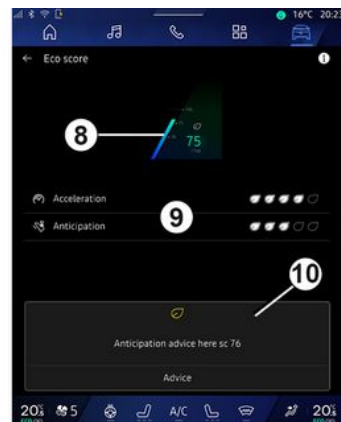 16°C 20:23
Eco score
8
75
Acceleration
9
Anticipation
10
Anticipation advice here sc 76
Advice
20 5 A/C 20